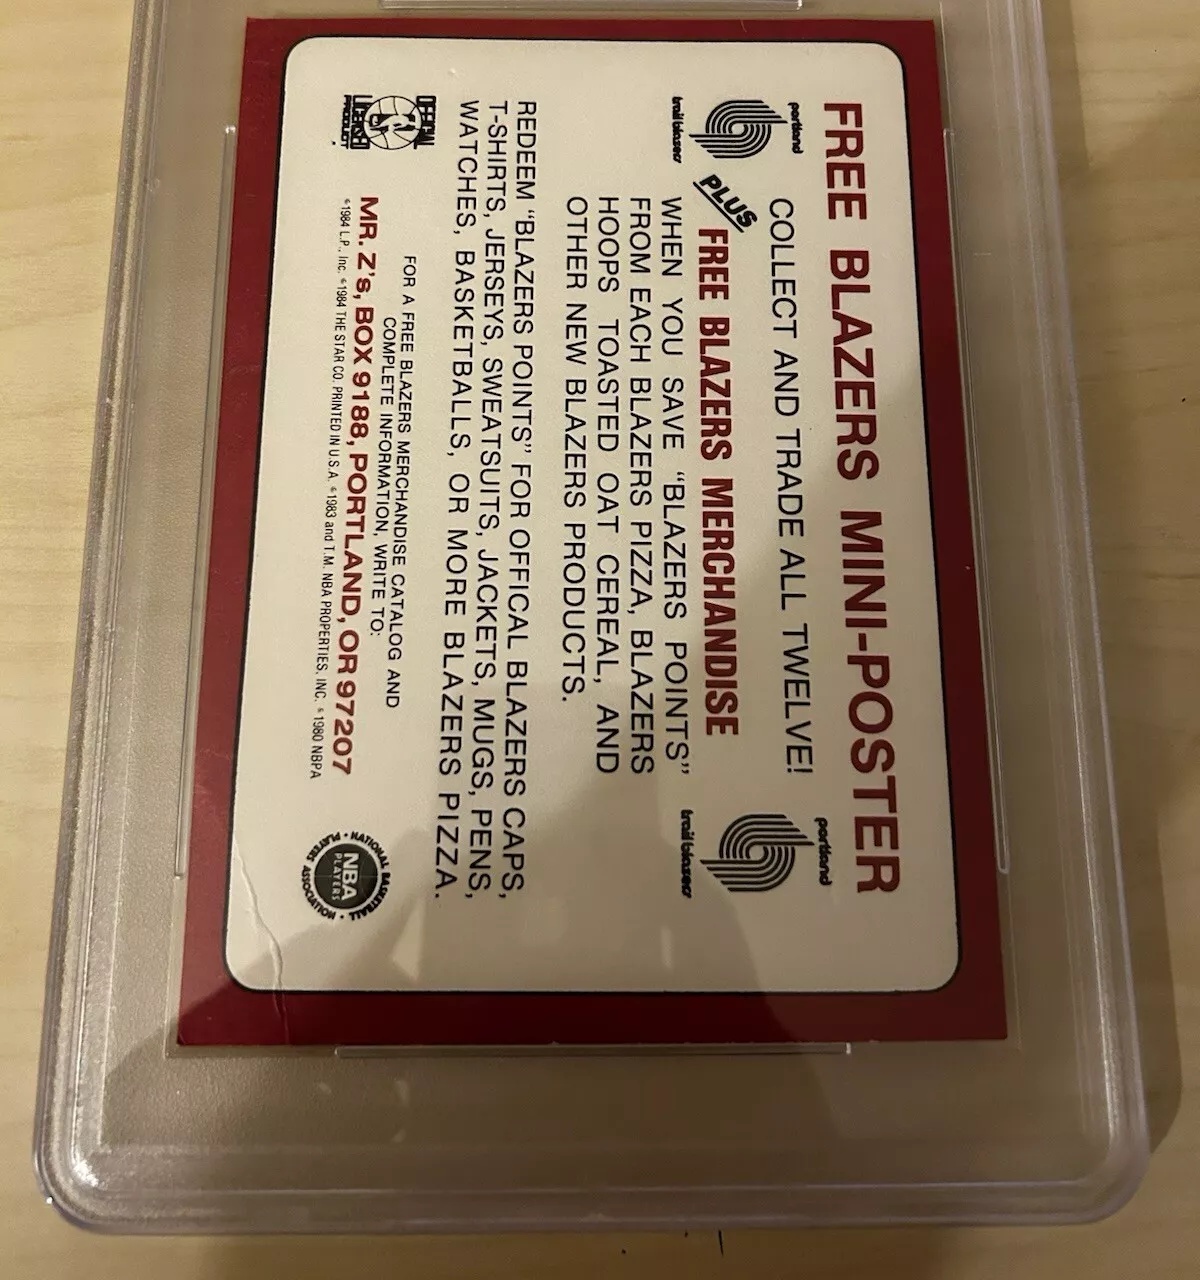 FREE BLAZERS MINI-POSTER
COLLECT AND TRADE ALL TWELVE!
portland
trail blazers
portland
trail blazers
PLUS
FREE BLAZERS MERCHANDISE
WHEN YOU SAVE "BLAZERS POINTS"
FROM EACH BLAZERS PIZZA, BLAZERS
HOOPS TOASTED OAT CEREAL, AND
OTHER NEW BLAZERS PRODUCTS.
REDEEM "BLAZERS POINTS" FOR OFFICAL BLAZERS CAPS,
T-SHIRTS, JERSEYS, SWEATSUITS, JACKETS, MUGS, PENS,
WATCHES, BASKETBALLS, OR MORE BLAZERS PIZZA.
OFFICIAL
LICENSED
PRODUCT
FOR A FREE BLAZERS MERCHANDISE CATALOG AND
COMPLETE INFORMATION, WRITE TO:
MR. Z's, BOX 9188, PORTLAND, OR 97207
©1984 L.P., Inc. ©1984 THE STAR CO. PRINTED IN U.S.A. ©1983 and T.M. NBA PROPERTIES, INC. ©1980 NBPA
NATIONAL BASKETBALL
PLAYERS ASSOCIATION
NBA
PLAYERS